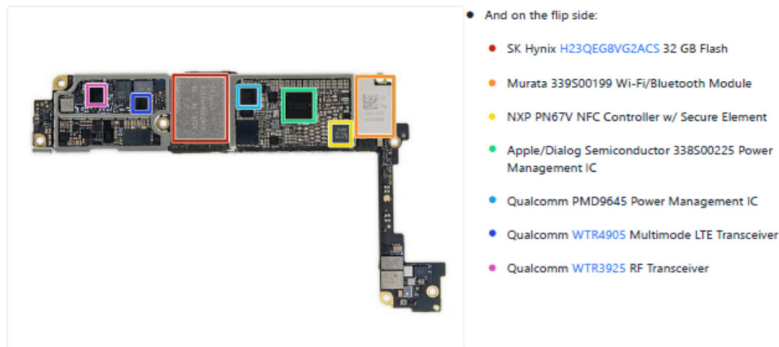 And on the flip side:
SK Hynix H23QEG8VG2ACS 32 GB Flash
Murata 339S00199 Wi-Fi/Bluetooth Module
NXP PN67V NFC Controller w/ Secure Element
Apple/Dialog Semiconductor 338S00225 Power
Management IC
Qualcomm PMD9645 Power Management IC
Qualcomm WTR4905 Multimode LTE Transceiver
Qualcomm WTR3925 RF Transceiver